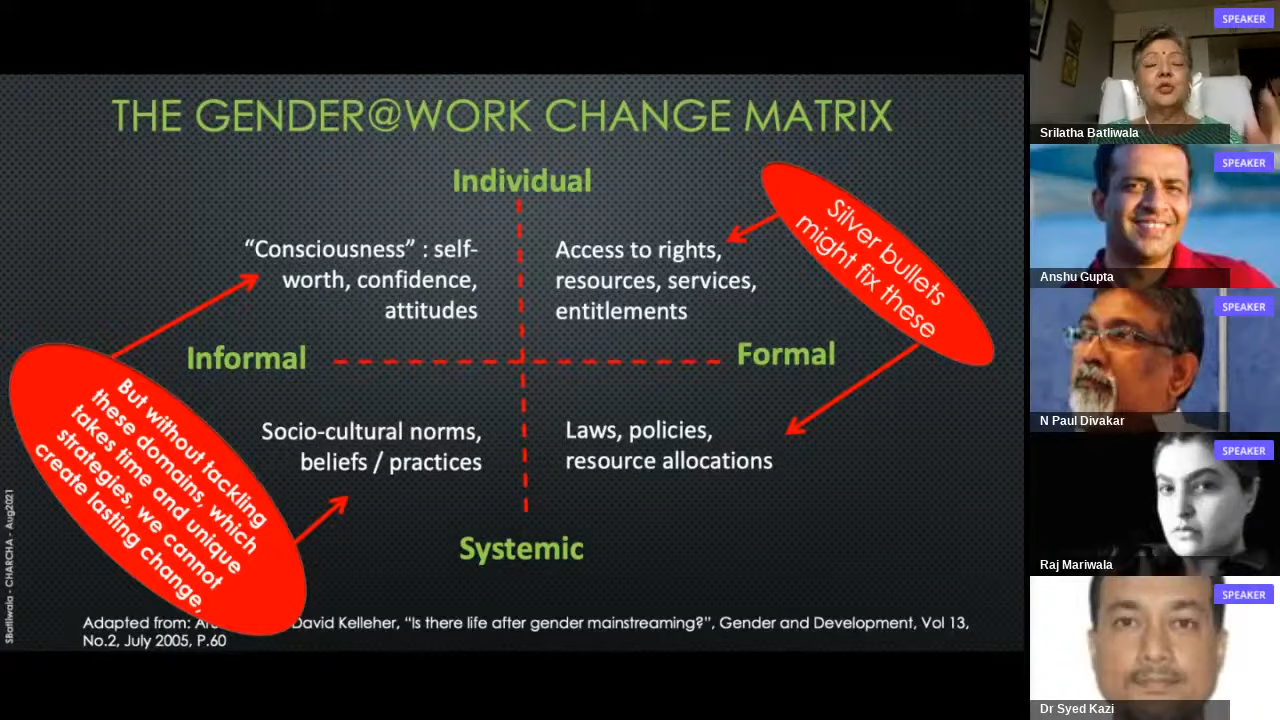 THE GENDER@WORK CHANGE MATRIX
Individual
“Consciousness” : self-
worth, confidence,
attitudes
Access to rights,
resources, services,
entitlements
Silver bullets
might fix these
Informal
Formal
But without tackling
these domains, which
takes time and unique
strategies, we cannot
create lasting change,
Socio-cultural norms,
beliefs / practices
Laws, policies,
resource allocations
Systemic
Adapted from: David Kelleher, “Is there life after gender mainstreaming?”, Gender and Development, Vol 13,
No.2, July 2005, P.60
SBatliwala - CHARCHA - Aug2021
SPEAKER
Srilatha Batliwala
SPEAKER
Anshu Gupta
SPEAKER
N Paul Divakar
SPEAKER
Raj Mariwala
SPEAKER
Dr Syed Kazi